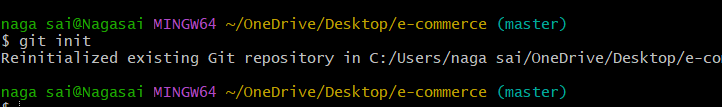 naga sai@Nagasai MINGW64 ~/OneDrive/Desktop/e-commerce (master)
$ git init
Reinitialized existing Git repository in C:/Users/naga sai/OneDrive/Desktop/e-co
naga sai@Nagasai MINGW64 ~/OneDrive/Desktop/e-commerce (master)
$